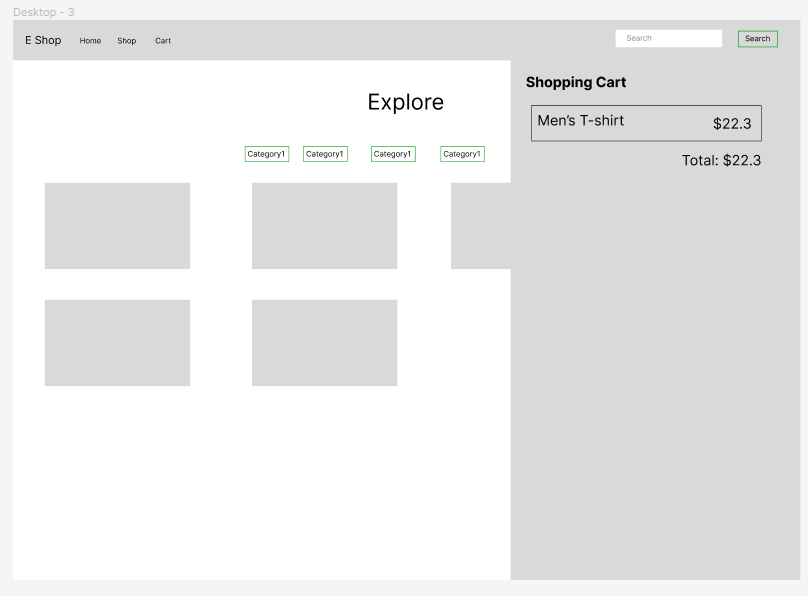 Desktop - 3
E Shop Home Shop Cart Search Search
Explore
Category1 Category1 Category1 Category1
Shopping Cart
Men's T-shirt $22.3
Total: $22.3